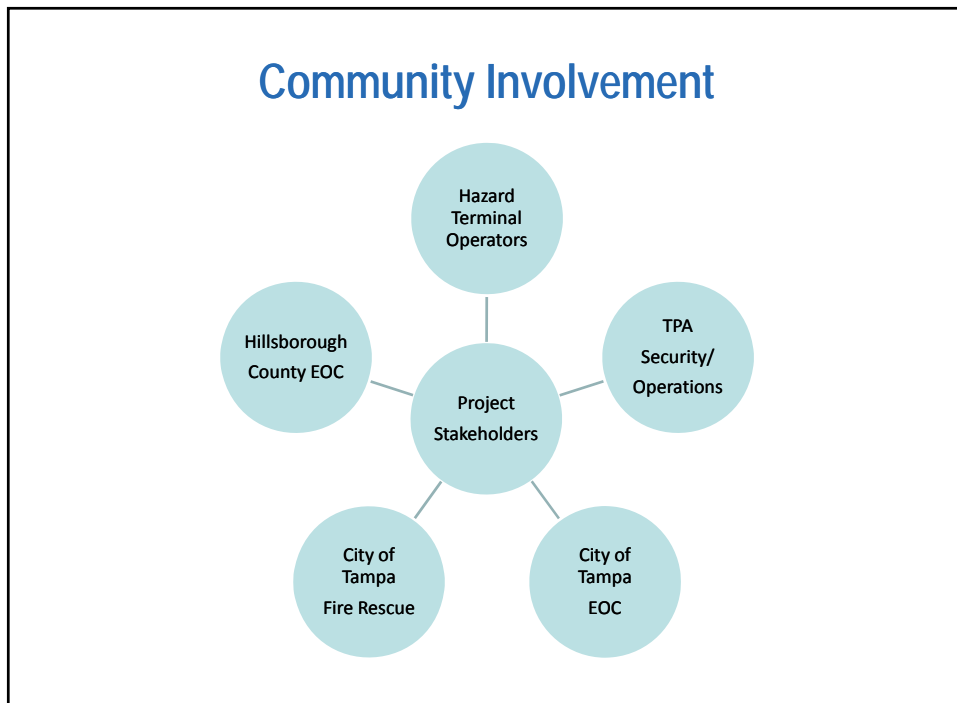 Community Involvement
Hazard
Terminal
Operators
TPA
Security/
Operations
Hillsborough
County EOC
Project
Stakeholders
City of
Tampa
Fire Rescue
City of
Tampa
EOC